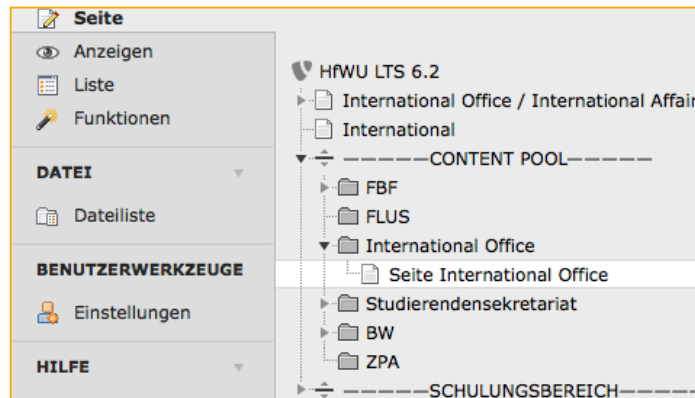 Seite
Anzeigen
Liste
Funktionen
DATEI
Dateiliste
BENUTZERWERKZEUGE
Einstellungen
HILFE
HfWU LTS 6.2
International Office / International Affair
International
—————CONTENT POOL—————
FBF
FLUS
International Office
Seite International Office
Studierendensekretariat
BW
ZPA
—————SCHULUNGSBEREICH—————